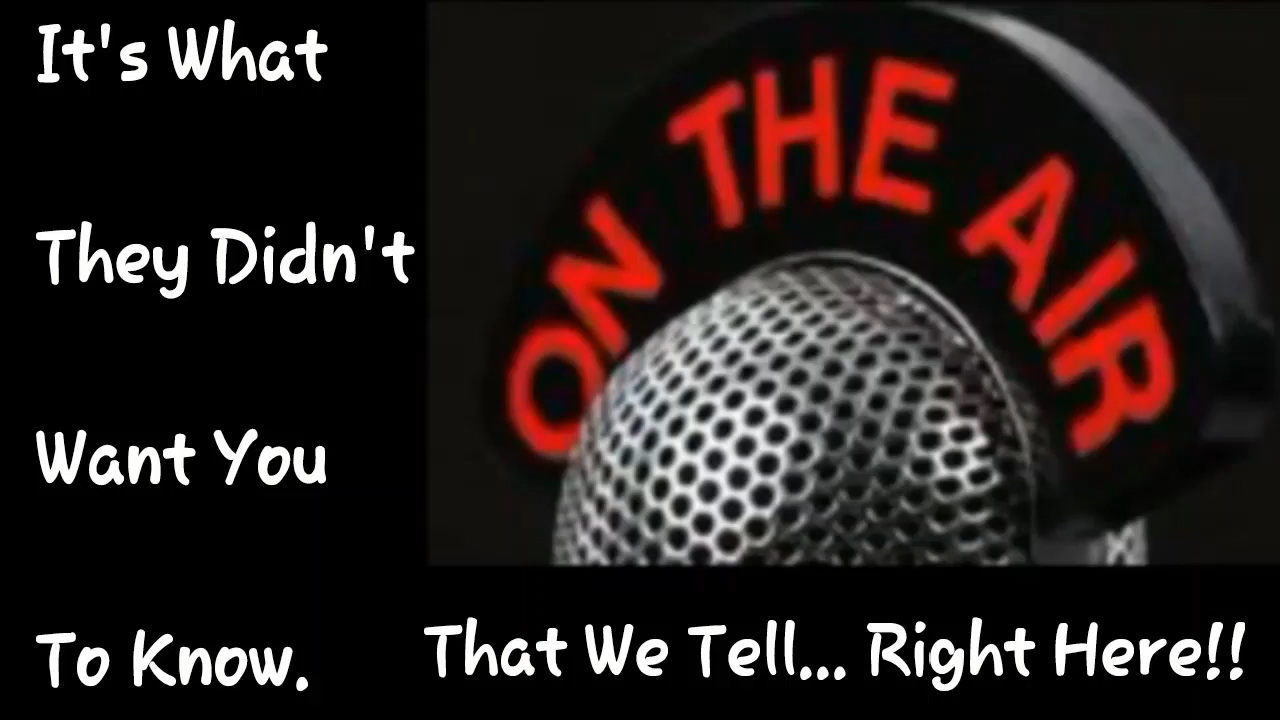 It's What
They Didn't
Want You
To Know.
ON THE AIR
That We Tell... Right Here!!